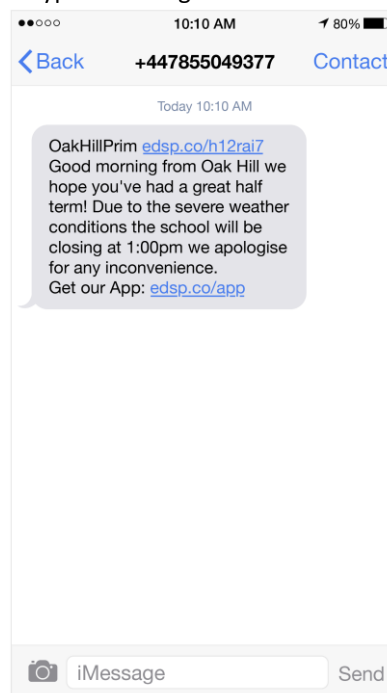 10:10 AM
80%
Back
+447855049377
Contact
Today 10:10 AM
OakHillPrim edsp.co/h12rai7
Good morning from Oak Hill we
hope you've had a great half
term! Due to the severe weather
conditions the school will be
closing at 1:00pm we apologise
for any inconvenience.
Get our App: edsp.co/app
iMessage
Send